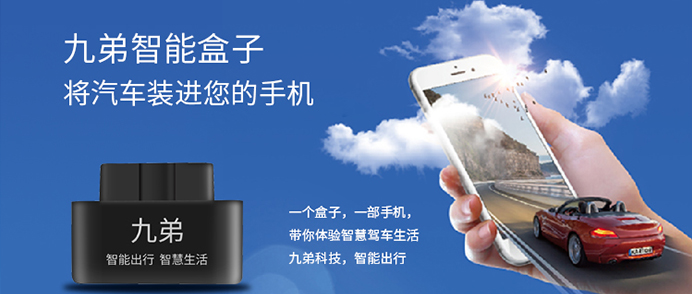 九弟智能盒子
将汽车装进您的手机
九弟
智能出行 智慧生活
一个盒子，一部手机，
带你体验智慧驾车生活
九弟科技，智能出行